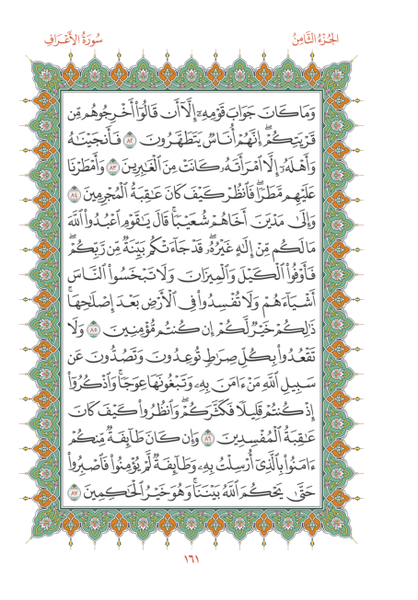 الجُزْءُ الثَّامِنُ
سُورَةُ الأَعْرَافِ
وَمَا كَانَ جَوَابَ قَوْمِهِۦٓ إِلَّآ أَن قَالُوٓا۟ أَخْرِجُوهُم مِّن
قَرْيَتِكُمْ ۖ إِنَّهُمْ أُنَاسٌ يَتَطَهَّرُونَ ٨٢ فَأَنجَيْنَٰهُ
وَأَهْلَهُۥٓ إِلَّا ٱمْرَأَتَهُۥ كَانَتْ مِنَ ٱلْغَٰبِرِينَ ٨٣ وَأَمْطَرْنَا
عَلَيْهِم مَّطَرًا ۖ فَٱنظُرْ كَيْفَ كَانَ عَٰقِبَةُ ٱلْمُجْرِمِينَ ٨٤
وَإِلَىٰ مَدْيَنَ أَخَاهُمْ شُعَيْبًا ۗ قَالَ يَٰقَوْمِ ٱعْبُدُوا۟ ٱللَّهَ
مَا لَكُم مِّنْ إِلَٰهٍ غَيْرُهُۥ ۖ قَدْ جَآءَتْكُم بَيِّنَةٌ مِّن رَّبِّكُمْ ۖ
فَأَوْفُوا۟ ٱلْكَيْلَ وَٱلْمِيزَانَ وَلَا تَبْخَسُوا۟ ٱلنَّاسَ
أَشْيَآءَهُمْ وَلَا تُفْسِدُوا۟ فِى ٱلْأَرْضِ بَعْدَ إِصْلَٰحِهَا ۚ
ذَٰلِكُمْ خَيْرٌ لَّكُمْ إِن كُنتُم مُّؤْمِنِينَ ٨٥ وَلَا
تَقْعُدُوا۟ بِكُلِّ صِرَٰطٍ تُوعِدُونَ وَتَصُدُّونَ عَن
سَبِيلِ ٱللَّهِ مَنْ ءَامَنَ بِهِۦ وَتَبْغُونَهَا عِوَجًا ۚ وَٱذْكُرُوٓا۟
إِذْ كُنتُمْ قَلِيلًا فَكَثَّرَكُمْ ۖ وَٱنظُرُوا۟ كَيْفَ كَانَ
عَٰقِبَةُ ٱلْمُفْسِدِينَ ٨٦ وَإِن كَانَ طَآئِفَةٌ مِّنكُمْ
ءَامَنُوا۟ بِٱلَّذِىٓ أُرْسِلْتُ بِهِۦ وَطَآئِفَةٌ لَّمْ يُؤْمِنُوا۟ فَٱصْبِرُوا۟
حَتَّىٰ يَحْكُمَ ٱللَّهُ بَيْنَنَا ۚ وَهُوَ خَيْرُ ٱلْحَٰكِمِينَ ٨٧
١٦١